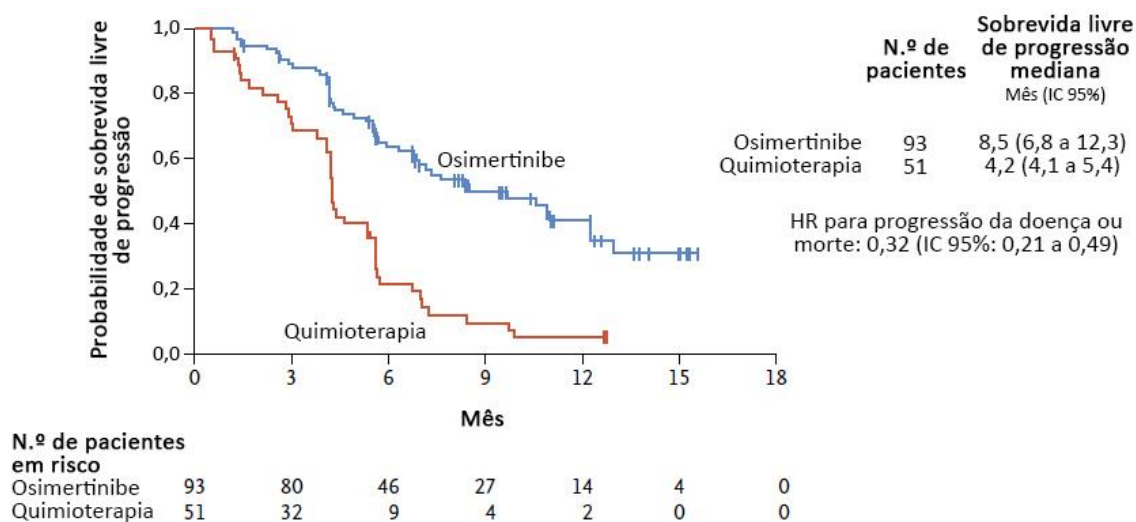 Probabilidade de sobrevida livre
de progressão
1,0
0,8
0,6
0,4
0,2
0,0
0 3 6 9 12 15 18
Mês
Osimertinibe
Quimioterapia
N.º de
pacientes
Sobrevida livre
de progressão
mediana
Mês (IC 95%)
Osimertinibe 93 8,5 (6,8 a 12,3)
Quimioterapia 51 4,2 (4,1 a 5,4)
HR para progressão da doença ou
morte: 0,32 (IC 95%: 0,21 a 0,49)
N.º de pacientes
em risco
Osimertinibe 93 80 46 27 14 4 0
Quimioterapia 51 32 9 4 2 0 0